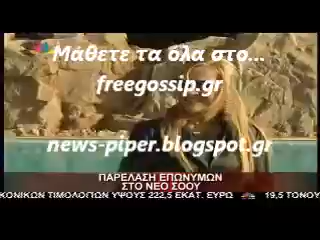 Μάθετε τα όλα στο...
freegossip.gr
news-piper.blogspot.gr
ΠΑΡΕΛΑΣΗ ΕΠΩΝΥΜΩΝ
ΣΤΟ ΝΕΟ ΣΟΟΥ
ΚΟΝΙΚΩΝ ΤΙΜΟΛΟΓΙΩΝ ΥΨΟΥΣ 222,5 ΕΚΑΤ. ΕΥΡΩ 19,5 ΤΟΝΟΥ